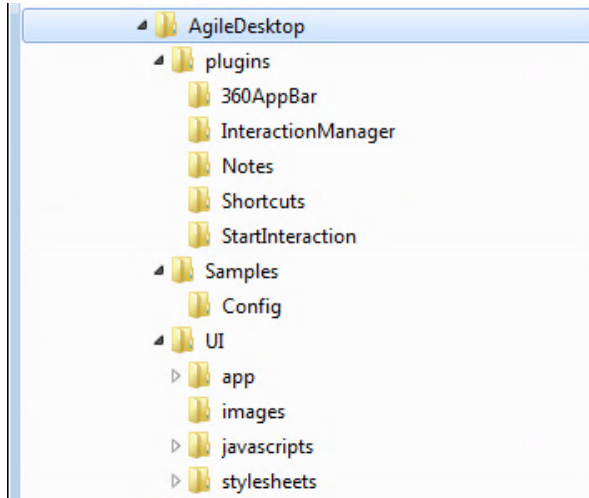 AgileDesktop
plugins
360AppBar
InteractionManager
Notes
Shortcuts
StartInteraction
Samples
Config
UI
app
images
javascripts
stylesheets